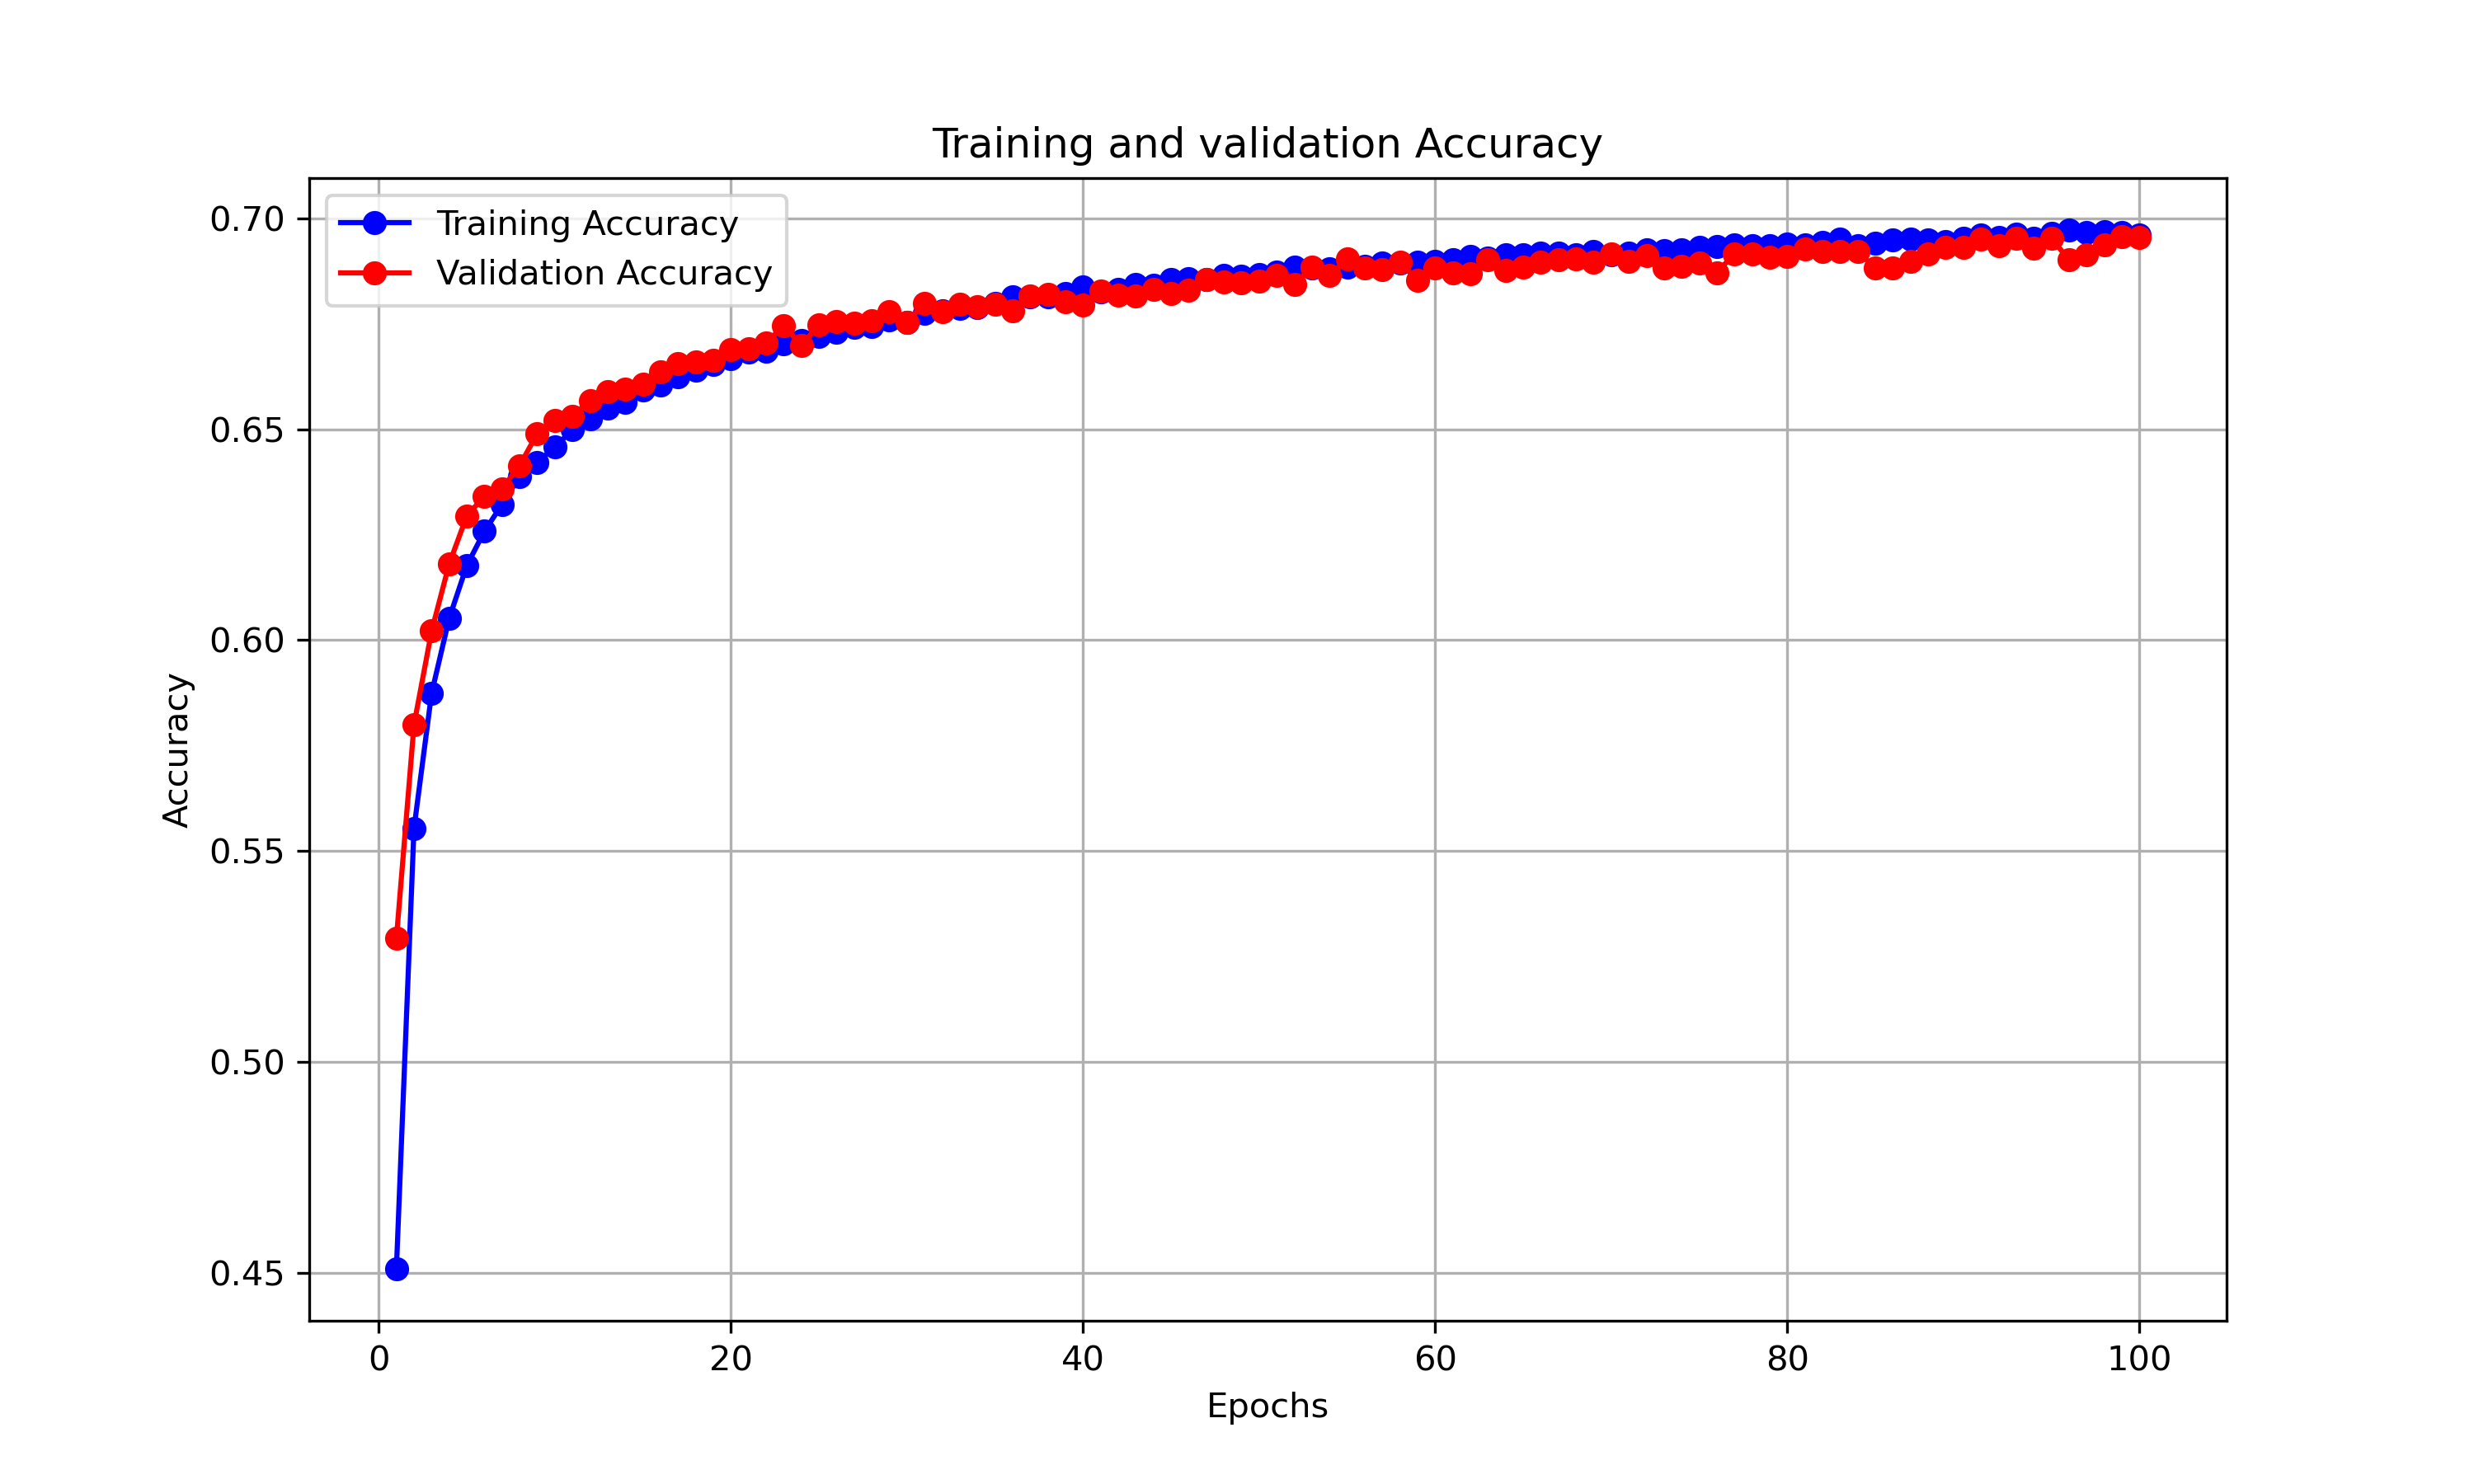 Training and validation Accuracy
Training Accuracy
Validation Accuracy
0.70
0.65
0.60
0.55
0.50
0.45
Accuracy
0 20 40 60 80 100
Epochs